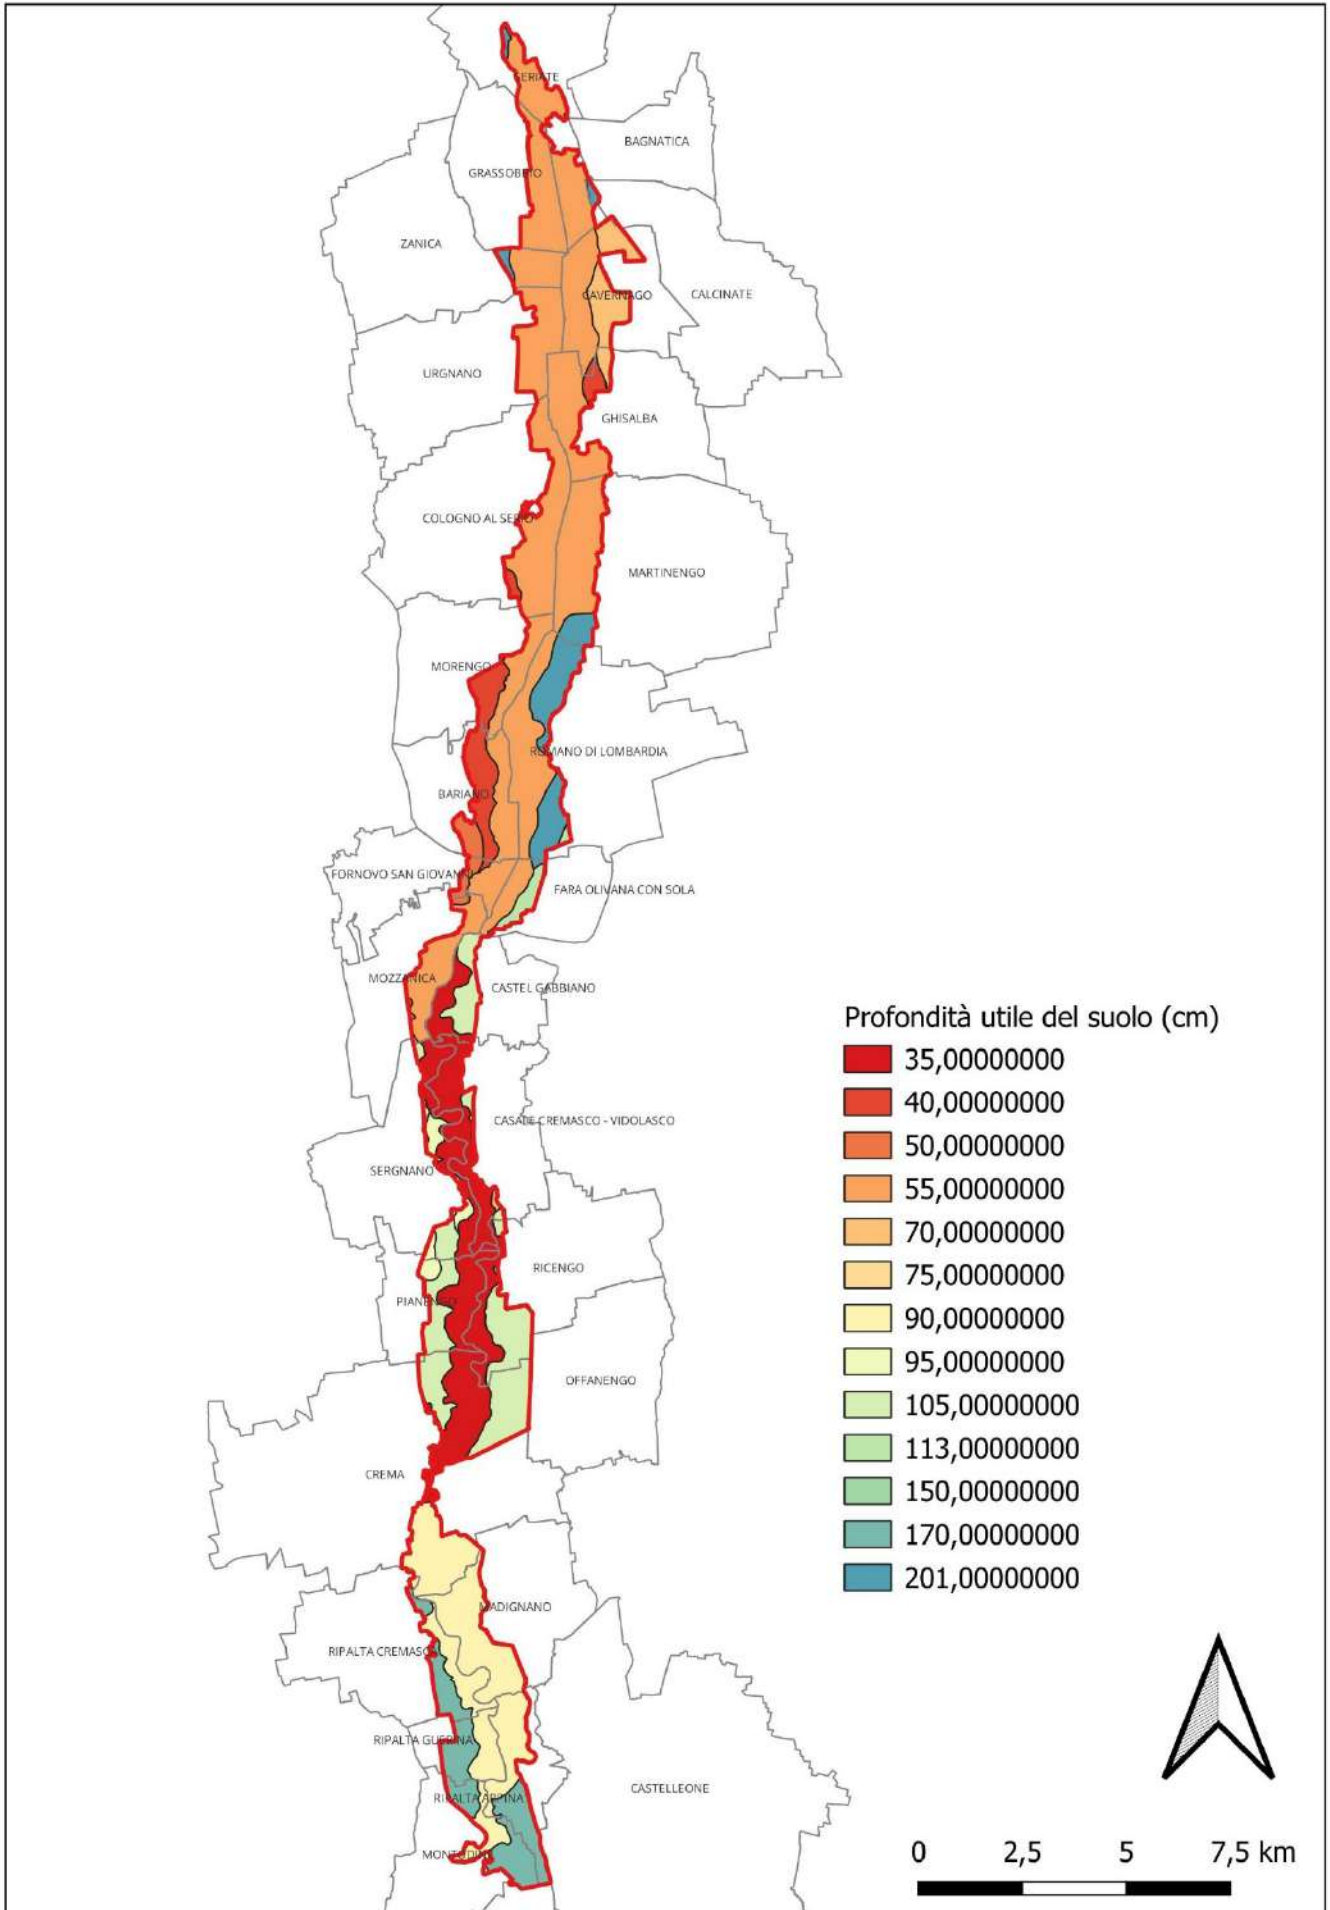 SERIATE
BAGNATICA
GRASSOBBIO
ZANICA
CAVERNAGO
CALCINATE
URGNANO
GHISALBA
COLOGNO AL SERIO
MARTINENGO
MORENGO
ROMANO DI LOMBARDIA
BARIANO
FORNOVO SAN GIOVANNI
FARA OLIVANA CON SOLA
MOZZANICA
CASTEL GABBIANO
Profondità utile del suolo (cm)
35,00000000
40,00000000
50,00000000
55,00000000
70,00000000
75,00000000
90,00000000
95,00000000
105,00000000
113,00000000
150,00000000
170,00000000
201,00000000
CASALE CREMASCO - VIDOLASCO
SERGNANO
RICENGO
PIANENGO
OFFANENGO
CREMA
MADIGNANO
RIPALTA CREMASCA
RIPALTA GUERINA
CASTELLEONE
RIPALTA ARPINA
MONTODINE
0 2,5 5 7,5 km